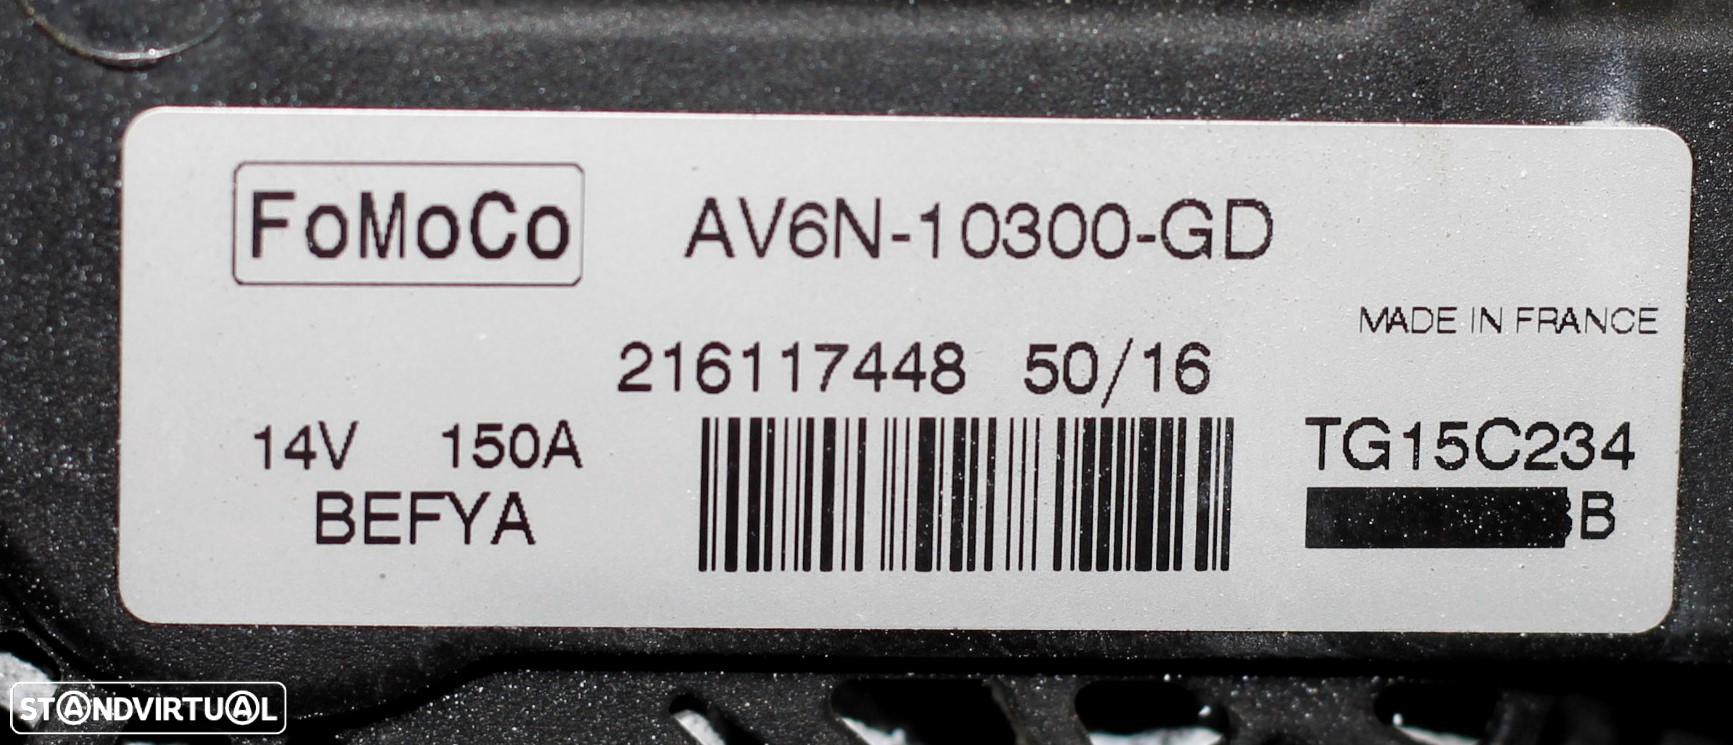 FoMoCo AV6N-10300-GD
MADE IN FRANCE
216117448 50/16
14V 150A TG15C234
BEFYA B
STANDVIRTUAL